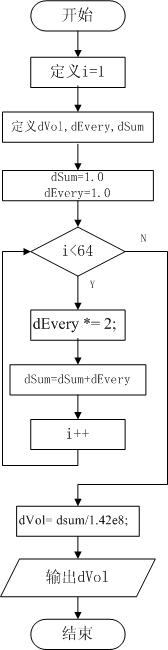 开始
定义i=1
定义dVol,dEvery,dSum
dSum=1.0
dEvery=1.0
i<64
N
Y
dEvery *= 2;
dSum=dSum+dEvery
i++
dVol= dsum/1.42e8;
输出dVol
结束